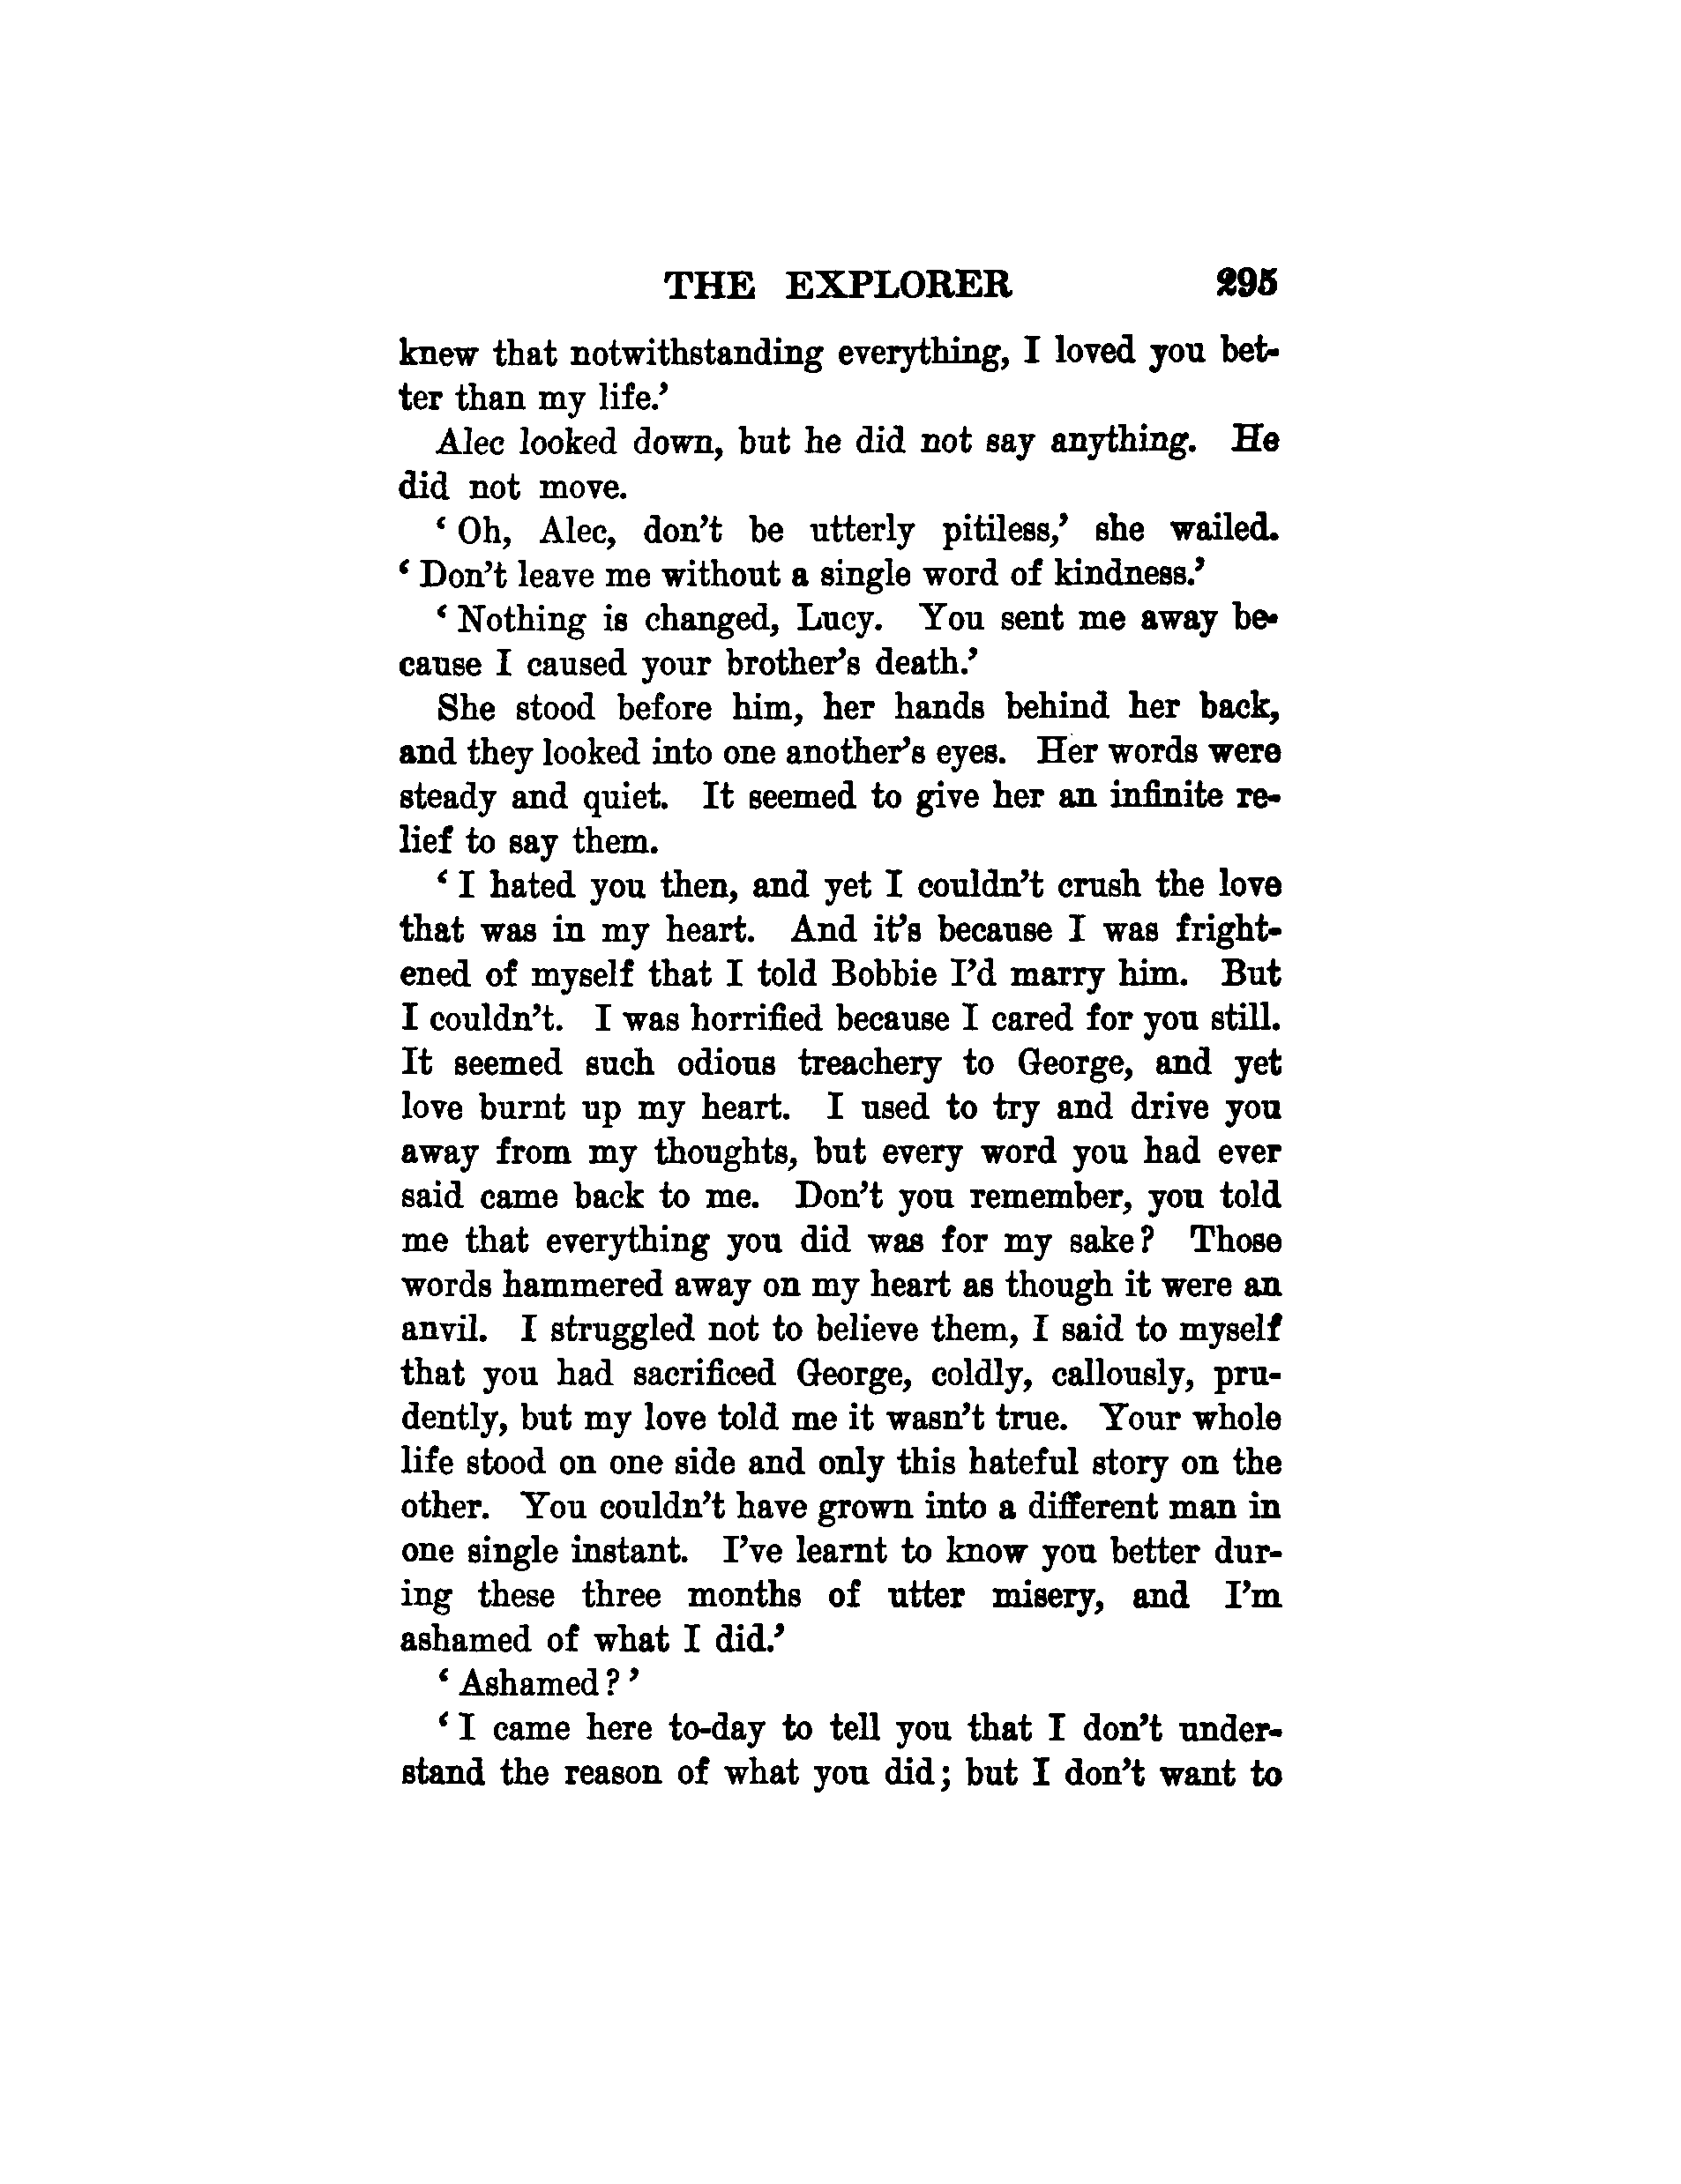 THE EXPLORER 295
knew that notwithstanding everything, I loved you bet-
ter than my life.’
Alec looked down, but he did not say anything. He
did not move.
‘ Oh, Alec, don’t be utterly pitiless,’ she wailed.
‘ Don’t leave me without a single word of kindness.’
‘ Nothing is changed, Lucy. You sent me away be-
cause I caused your brother’s death.’
She stood before him, her hands behind her back,
and they looked into one another’s eyes. Her words were
steady and quiet. It seemed to give her an infinite re-
lief to say them.
‘ I hated you then, and yet I couldn’t crush the love
that was in my heart. And it’s because I was fright-
ened of myself that I told Bobbie I’d marry him. But
I couldn’t. I was horrified because I cared for you still.
It seemed such odious treachery to George, and yet
love burnt up my heart. I used to try and drive you
away from my thoughts, but every word you had ever
said came back to me. Don’t you remember, you told
me that everything you did was for my sake? Those
words hammered away on my heart as though it were an
anvil. I struggled not to believe them, I said to myself
that you had sacrificed George, coldly, callously, pru-
dently, but my love told me it wasn’t true. Your whole
life stood on one side and only this hateful story on the
other. You couldn’t have grown into a different man in
one single instant. I’ve learnt to know you better dur-
ing these three months of utter misery, and I’m
ashamed of what I did.’
‘ Ashamed? ’
‘ I came here to-day to tell you that I don’t under-
stand the reason of what you did; but I don’t want to